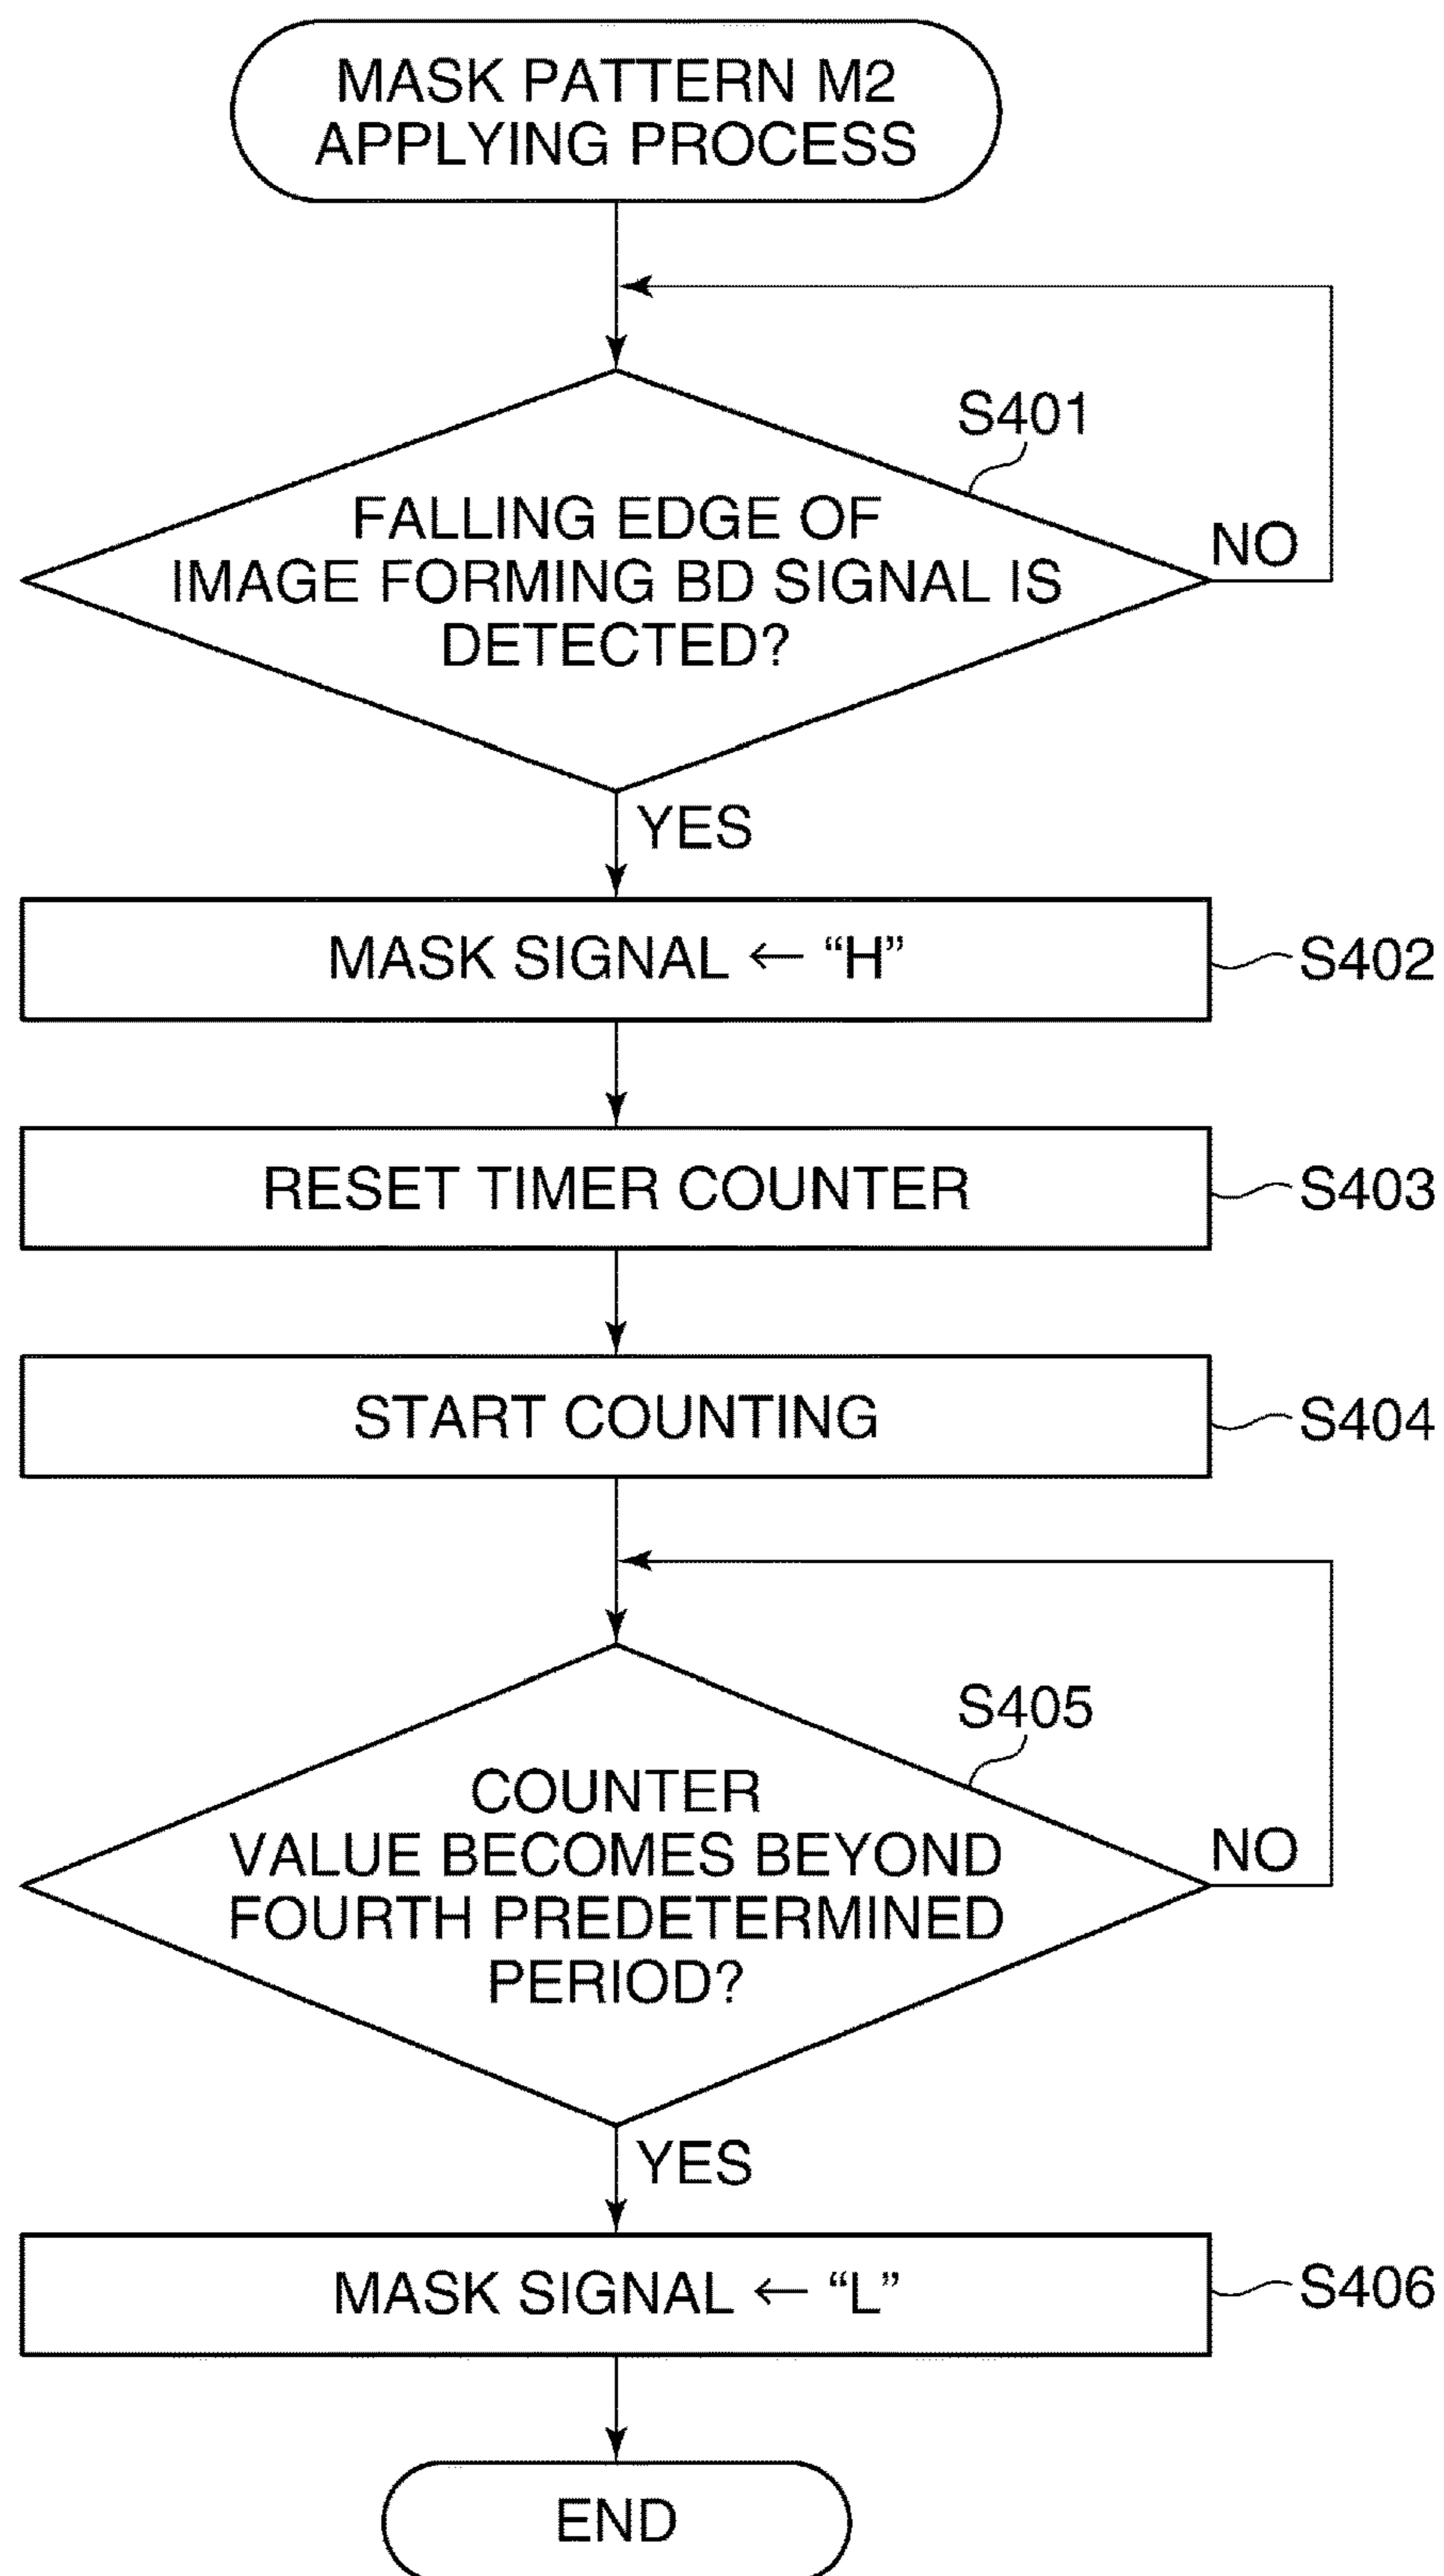 MASK PATTERN M2
APPLYING PROCESS
S401
FALLING EDGE OF
IMAGE FORMING BD SIGNAL IS
DETECTED?
NO
YES
MASK SIGNAL ← “H”
S402
RESET TIMER COUNTER
S403
START COUNTING
S404
S405
COUNTER
VALUE BECOMES BEYOND
FOURTH PREDETERMINED
PERIOD?
NO
YES
MASK SIGNAL ← “L”
S406
END